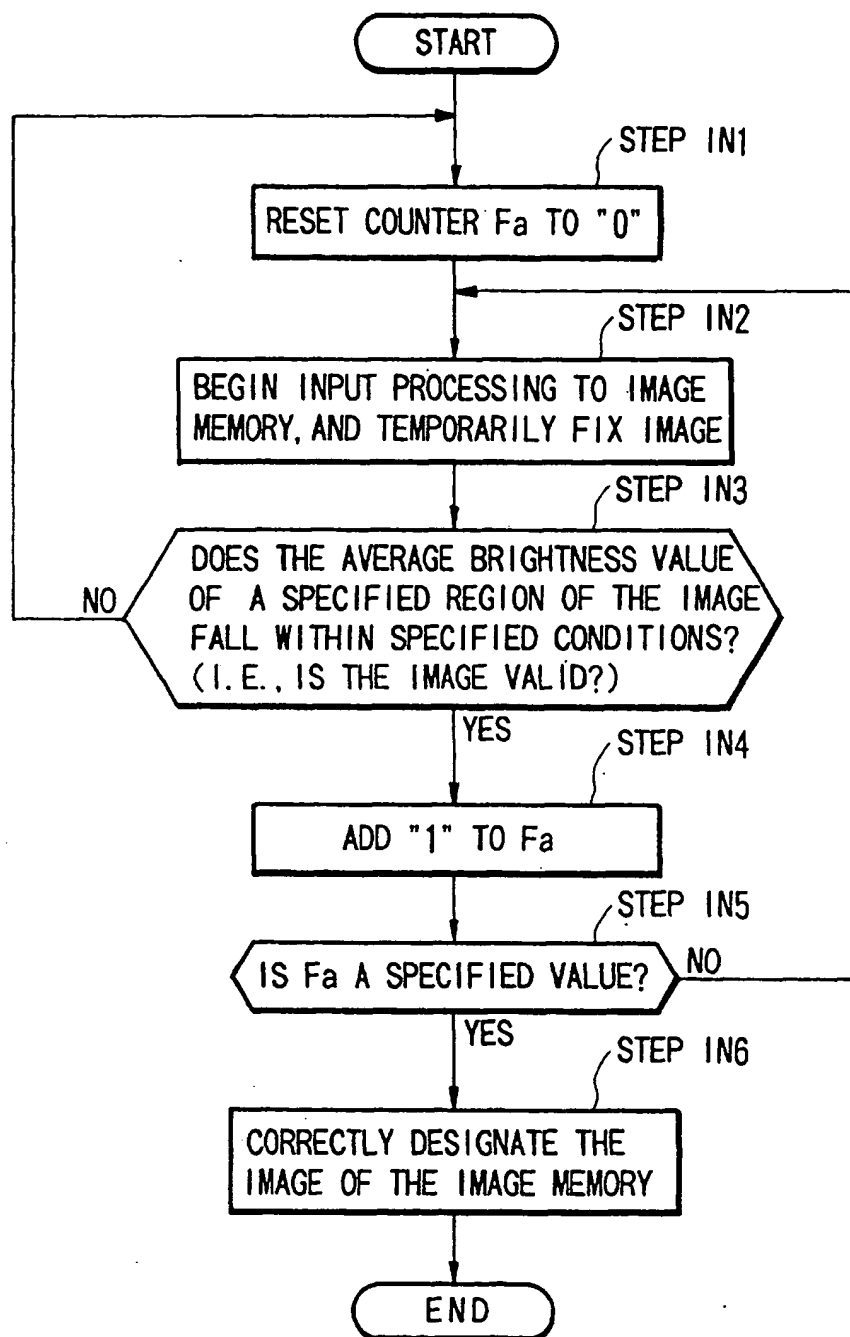 START
STEP IN1
RESET COUNTER Fa TO "0"
STEP IN2
BEGIN INPUT PROCESSING TO IMAGE
MEMORY, AND TEMPORARILY FIX IMAGE
STEP IN3
DOES THE AVERAGE BRIGHTNESS VALUE
OF A SPECIFIED REGION OF THE IMAGE
FALL WITHIN SPECIFIED CONDITIONS?
(I.E., IS THE IMAGE VALID?)
NO
YES
STEP IN4
ADD "1" TO Fa
STEP IN5
IS Fa A SPECIFIED VALUE?
NO
YES
STEP IN6
CORRECTLY DESIGNATE THE
IMAGE OF THE IMAGE MEMORY
END